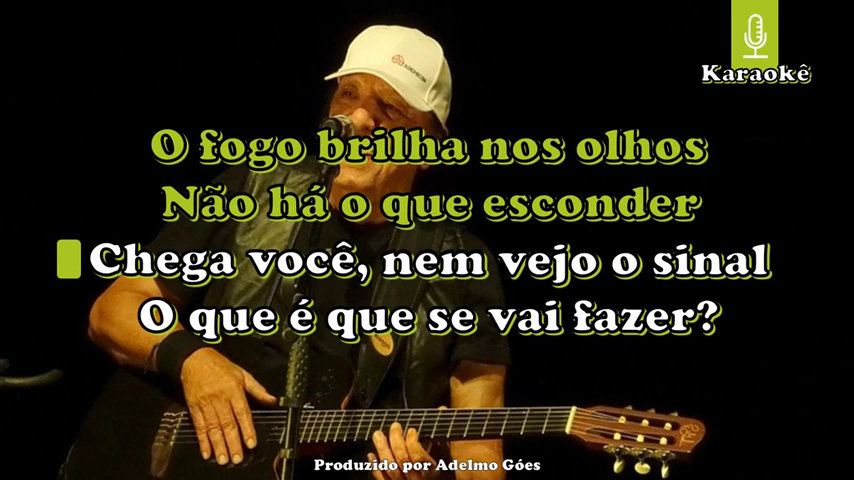 Karaokê
O fogo brilha nos olhos
Não há o que esconder
Chega você, nem vejo o sinal
O que é que se vai fazer?
Produzido por Adelmo Góes